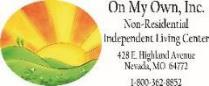 On My Own, Inc.
Non-Residential
Independent Living Center
428 E. Highland Avenue
Nevada, MO 64772
1-800-362-8852